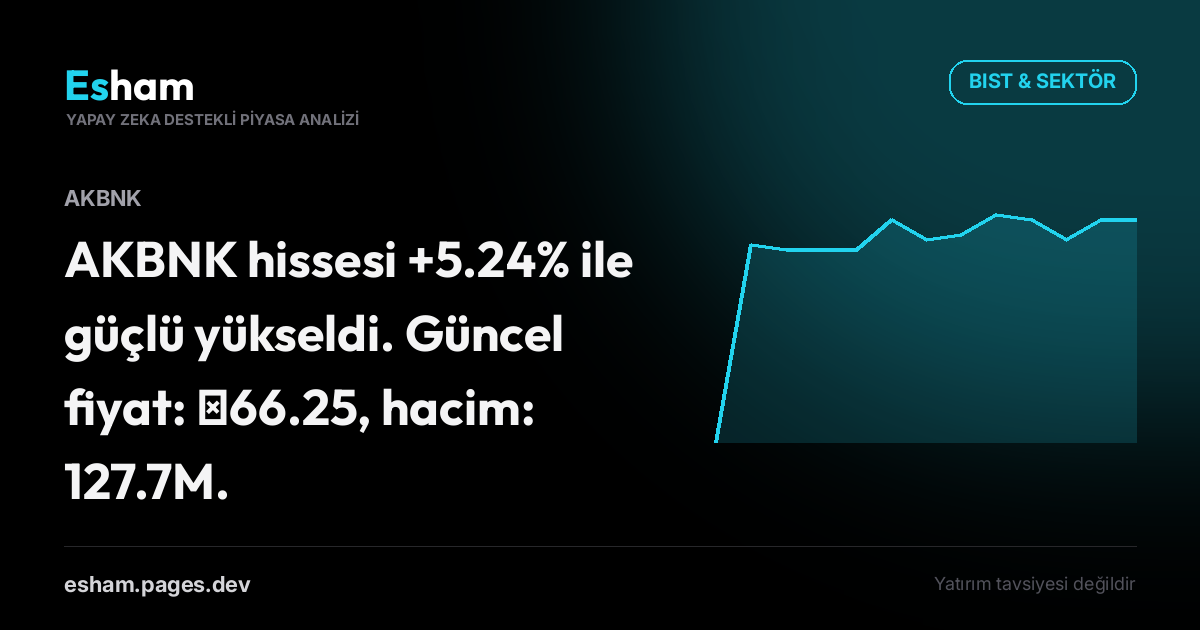 Esham
YAPAY ZEKA DESTEKLİ PİYASA ANALİZİ
BIST & SEKTÖR
AKBNK
AKBNK hissesi +5.24% ile
güçlü yükseldi. Güncel
fiyat: 66.25, hacim:
127.7M.
esham.pages.dev
Yatırım tavsiyesi değildir